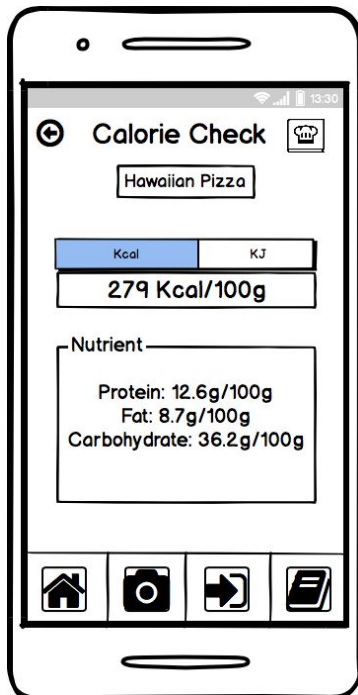 13:30
Calorie Check
Hawaiian Pizza
Kcal KJ
279 Kcal/100g
Nutrient
Protein: 12.6g/100g
Fat: 8.7g/100g
Carbohydrate: 36.2g/100g